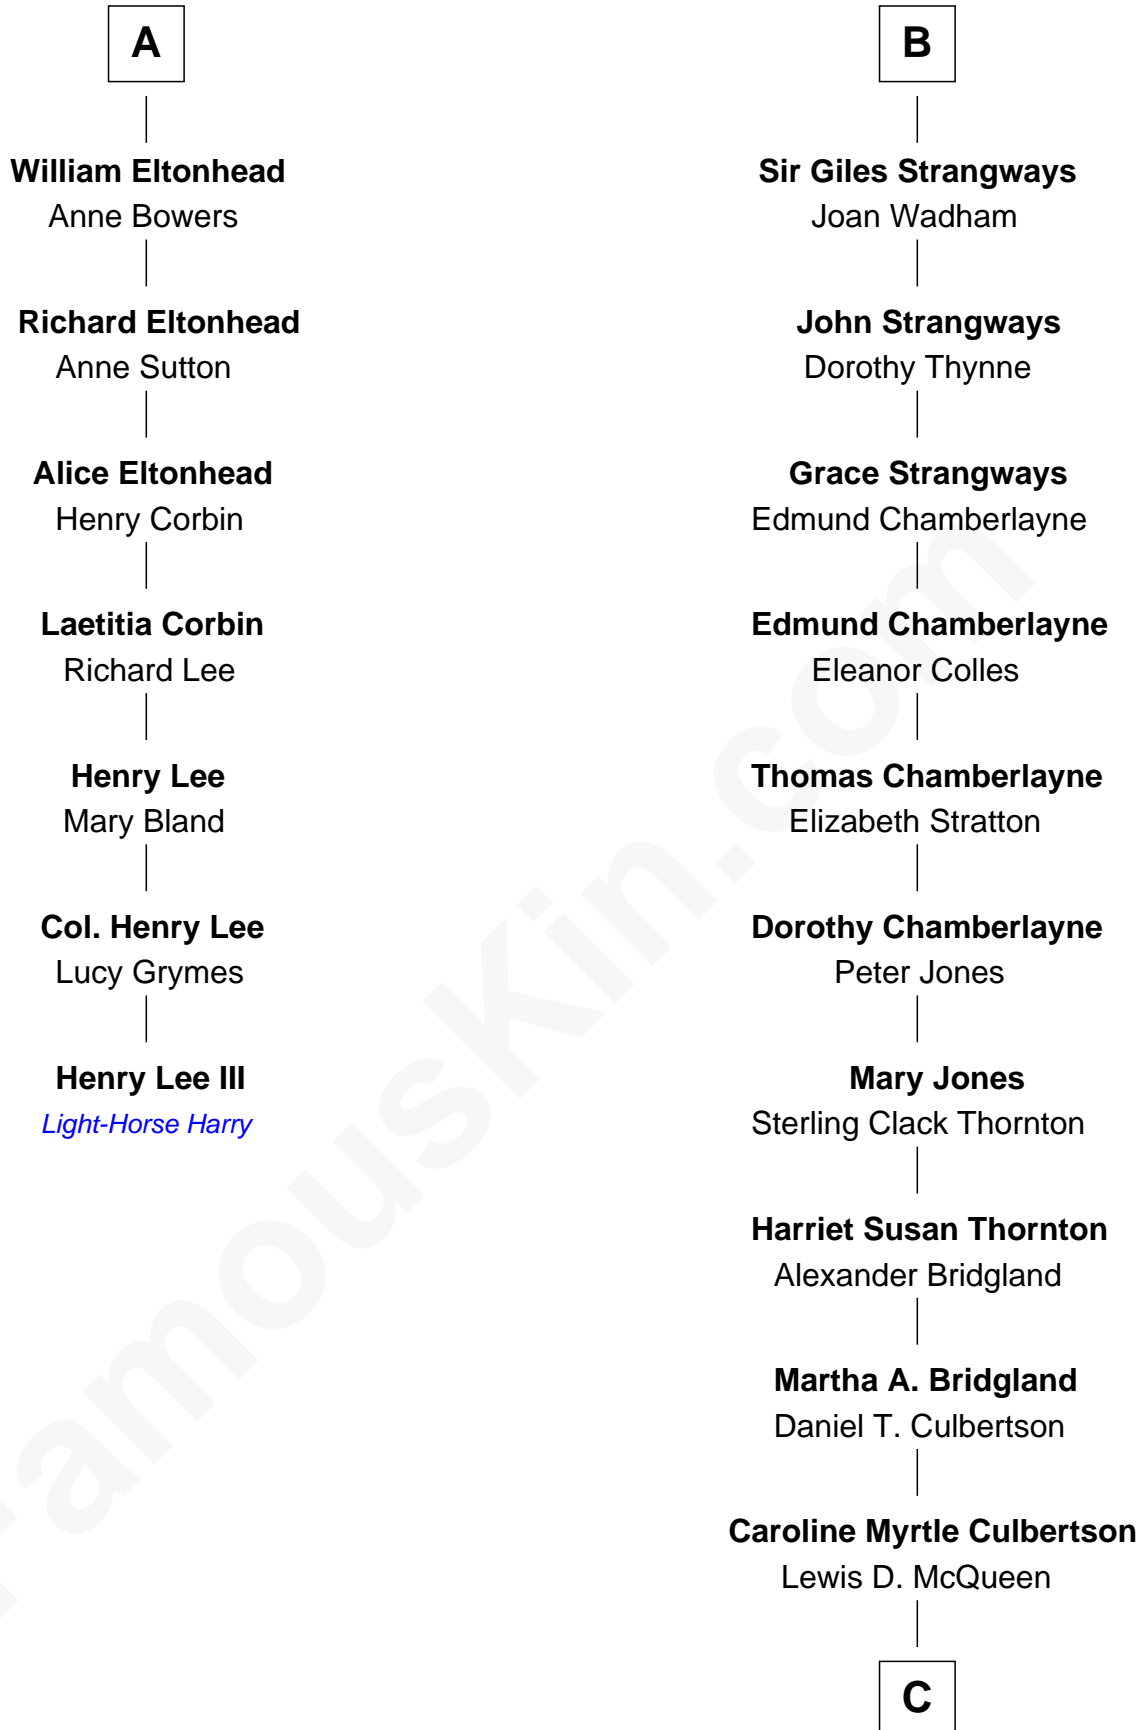 A
William Eltonhead
Anne Bowers
Richard Eltonhead
Anne Sutton
Alice Eltonhead
Henry Corbin
Laetitia Corbin
Richard Lee
Henry Lee
Mary Bland
Col. Henry Lee
Lucy Grymes
Henry Lee III
Light-Horse Harry
B
Sir Giles Strangways
Joan Wadham
John Strangways
Dorothy Thynne
Grace Strangways
Edmund Chamberlayne
Edmund Chamberlayne
Eleanor Colles
Thomas Chamberlayne
Elizabeth Stratton
Dorothy Chamberlayne
Peter Jones
Mary Jones
Sterling Clack Thornton
Harriet Susan Thornton
Alexander Bridgland
Martha A. Bridgland
Daniel T. Culbertson
Caroline Myrtle Culbertson
Lewis D. McQueen
C
FamousKin.com